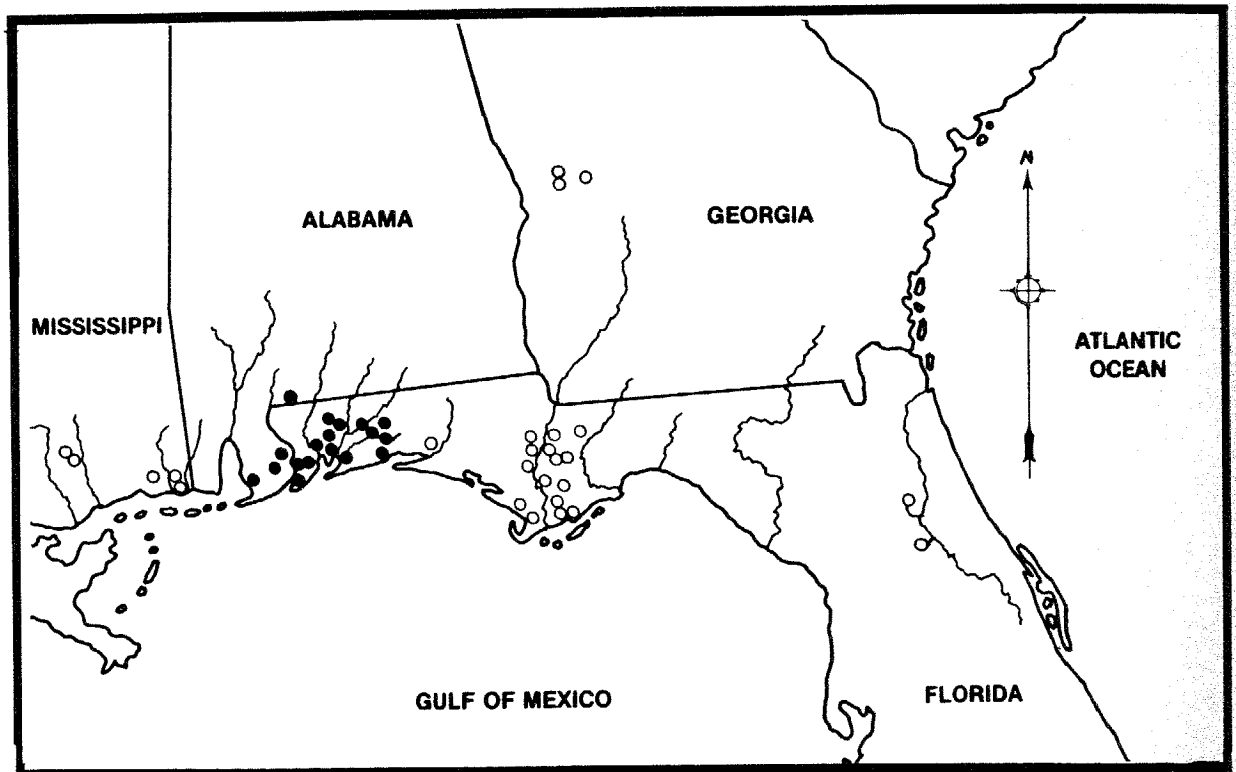 N
ALABAMA
GEORGIA
MISSISSIPPI
ATLANTIC
OCEAN
GULF OF MEXICO
FLORIDA